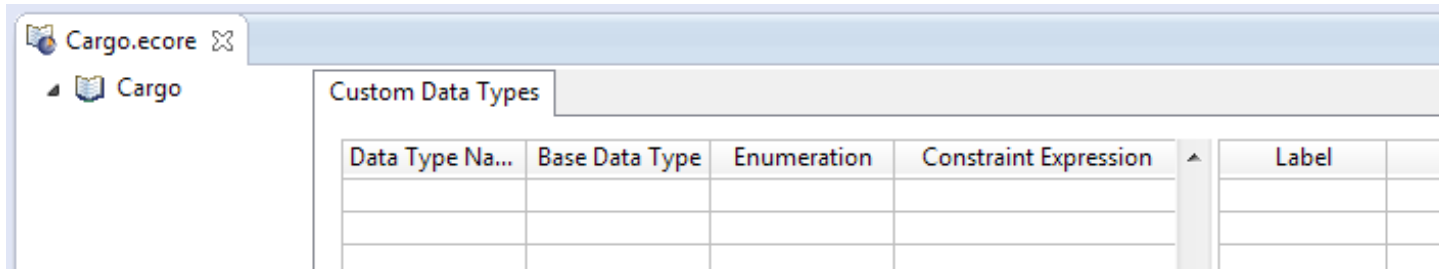 Cargo.ecore
Cargo
Custom Data Types
Data Type Na... Base Data Type Enumeration Constraint Expression Label